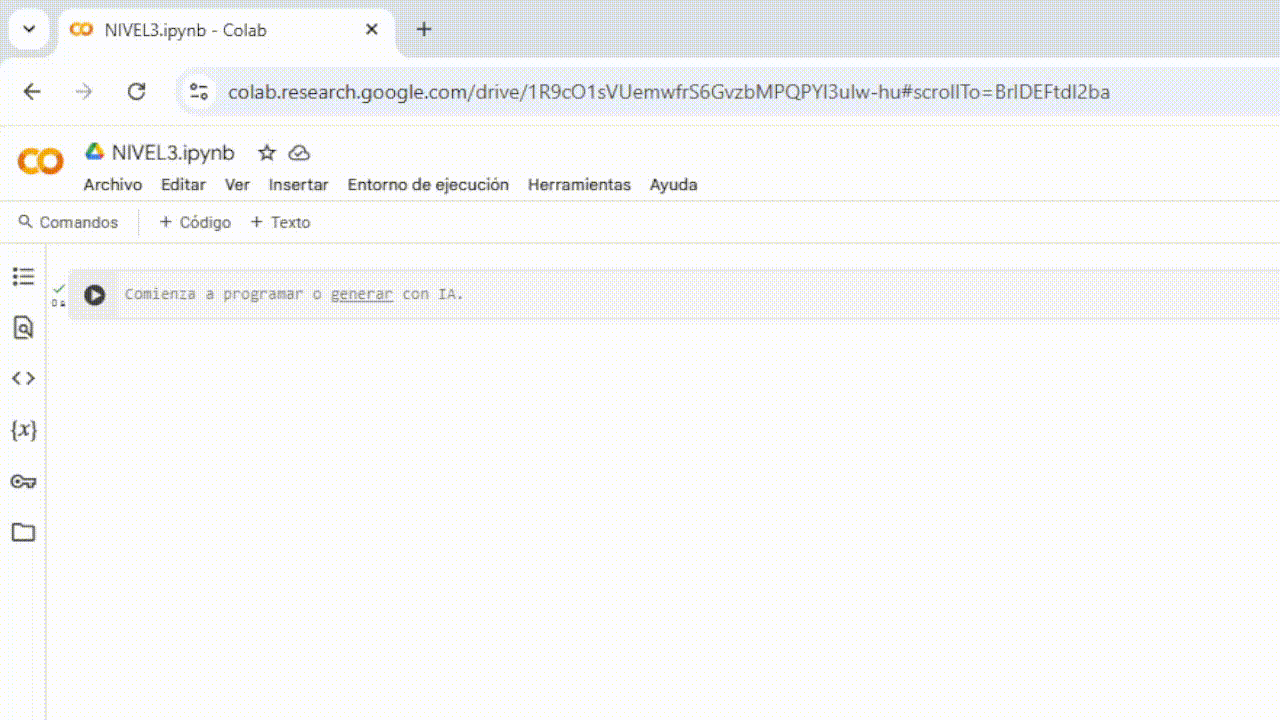 NIVEL3.ipynb - Colab
colab.research.google.com/drive/1R9cO1sVUemwfrS6GvzbMPQPYI3ulw-hu#scrollTo=BrIDEFtdI2ba
CO NIVEL3.ipynb
Archivo Editar Ver Insertar Entorno de ejecución Herramientas Ayuda
Comandos + Código + Texto
Comienza a programar o generar con IA.
0 s
{x}